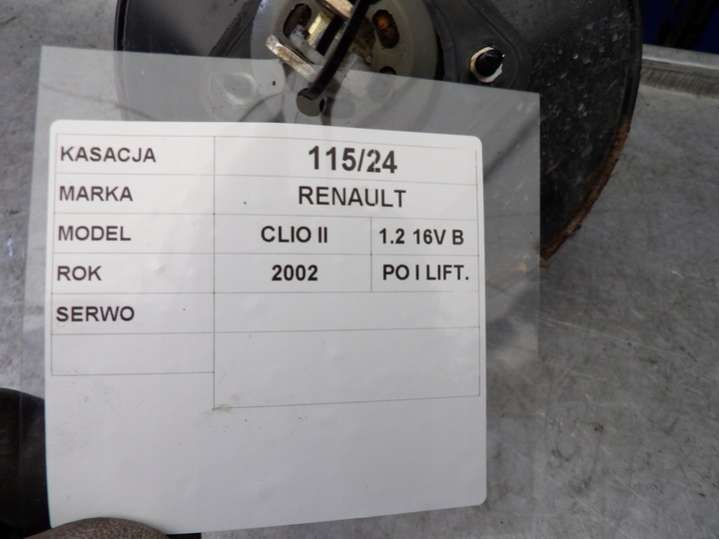 KASACJA 115/24
MARKA RENAULT
MODEL CLIO II 1.2 16V B
ROK 2002 PO I LIFT.
SERWO